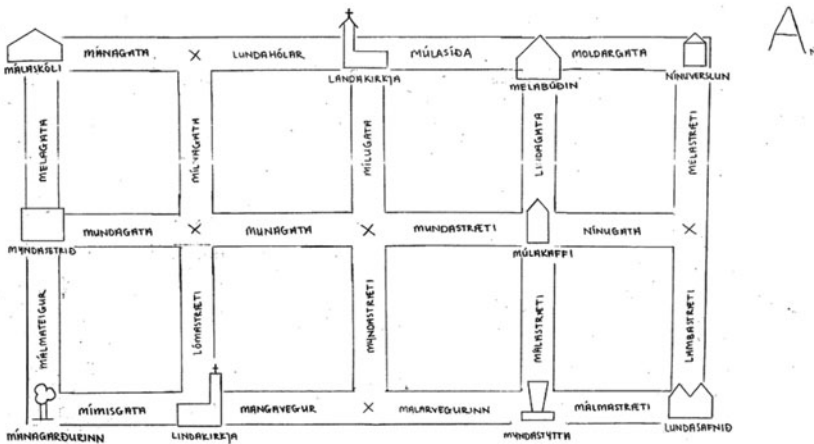 A.
MÁNAGATA LUNDAHÓLAR MÚLASÍÐA MOLDARGATA
MÁLASKÓLI LANDAKIRKJA MELABÚÐIN NÍNUVERSLUN
MELAGATA MÍLVAGATA MÍLUGATA LINDAGATA MELASTRÆTI
MUNDAGATA MUNAGATA MUNDASTRÆTI NÍNUGATA
MYNDASETRIÐ MÚLAKAFFI
MÁLMATEIGUR LÓMASTRÆTI MYNDASTRÆTI MÁLASTRÆTI LAMBASTRÆTI
MÍMISGATA MANGAVEGUR MALARVEGURINN MÁLMASTRÆTI
MÁNAGARÐURINN LINDAKIRKJA MYNDASTYTTA LUNDASAFNIÐ